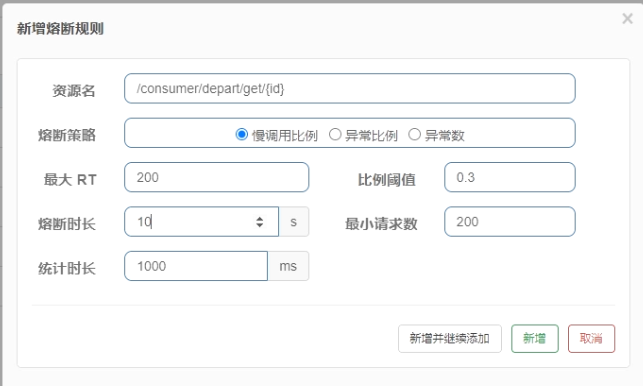 新增熔断规则
×
资源名 /consumer/depart/get/{id}
熔断策略 慢调用比例 异常比例 异常数
最大 RT 200 比例阈值 0.3
熔断时长 10 s 最小请求数 200
统计时长 1000 ms
新增并继续添加 新增 取消